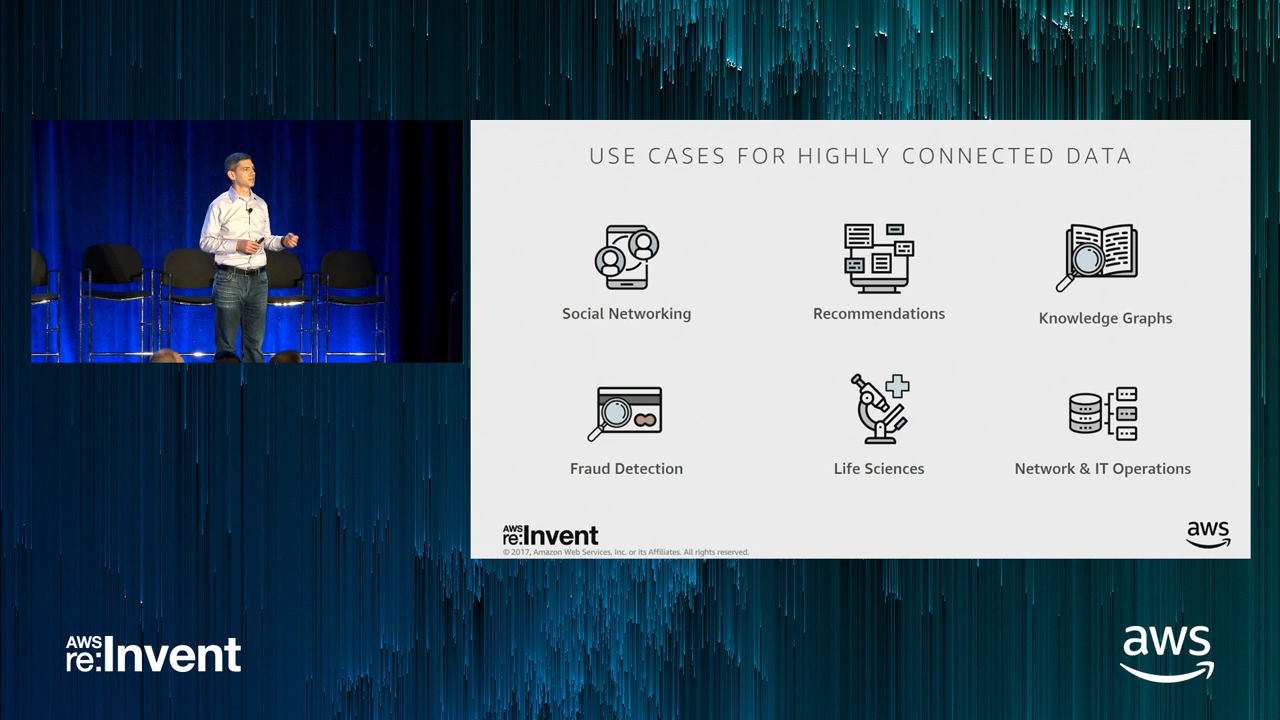 USE CASES FOR HIGHLY CONNECTED DATA
Social Networking
Recommendations
Knowledge Graphs
Fraud Detection
Life Sciences
Network & IT Operations
AWS
re:Invent
© 2017, Amazon Web Services, Inc. or its Affiliates. All rights reserved.
aws
AWS
re:Invent
aws